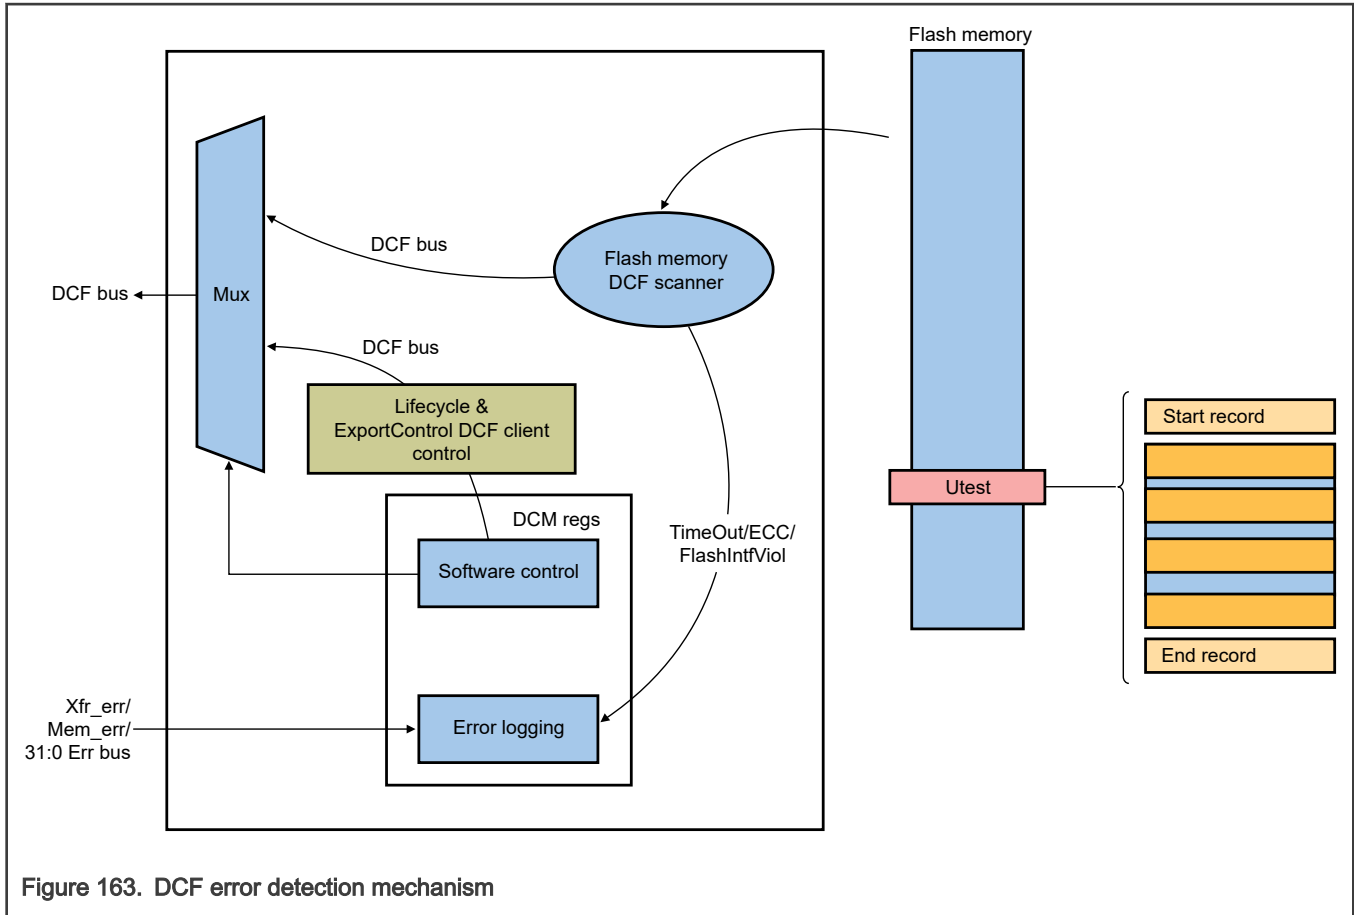 Flash memory
DCF bus
Flash memory
DCF scanner
DCF bus
Mux
DCF bus
Lifecycle &
ExportControl DCF client
control
Start record
Utest
DCM regs
TimeOut/ECC/
FlashIntfViol
Software control
End record
Xfr_err/
Mem_err/
31:0 Err bus
Error logging
Figure 163. DCF error detection mechanism